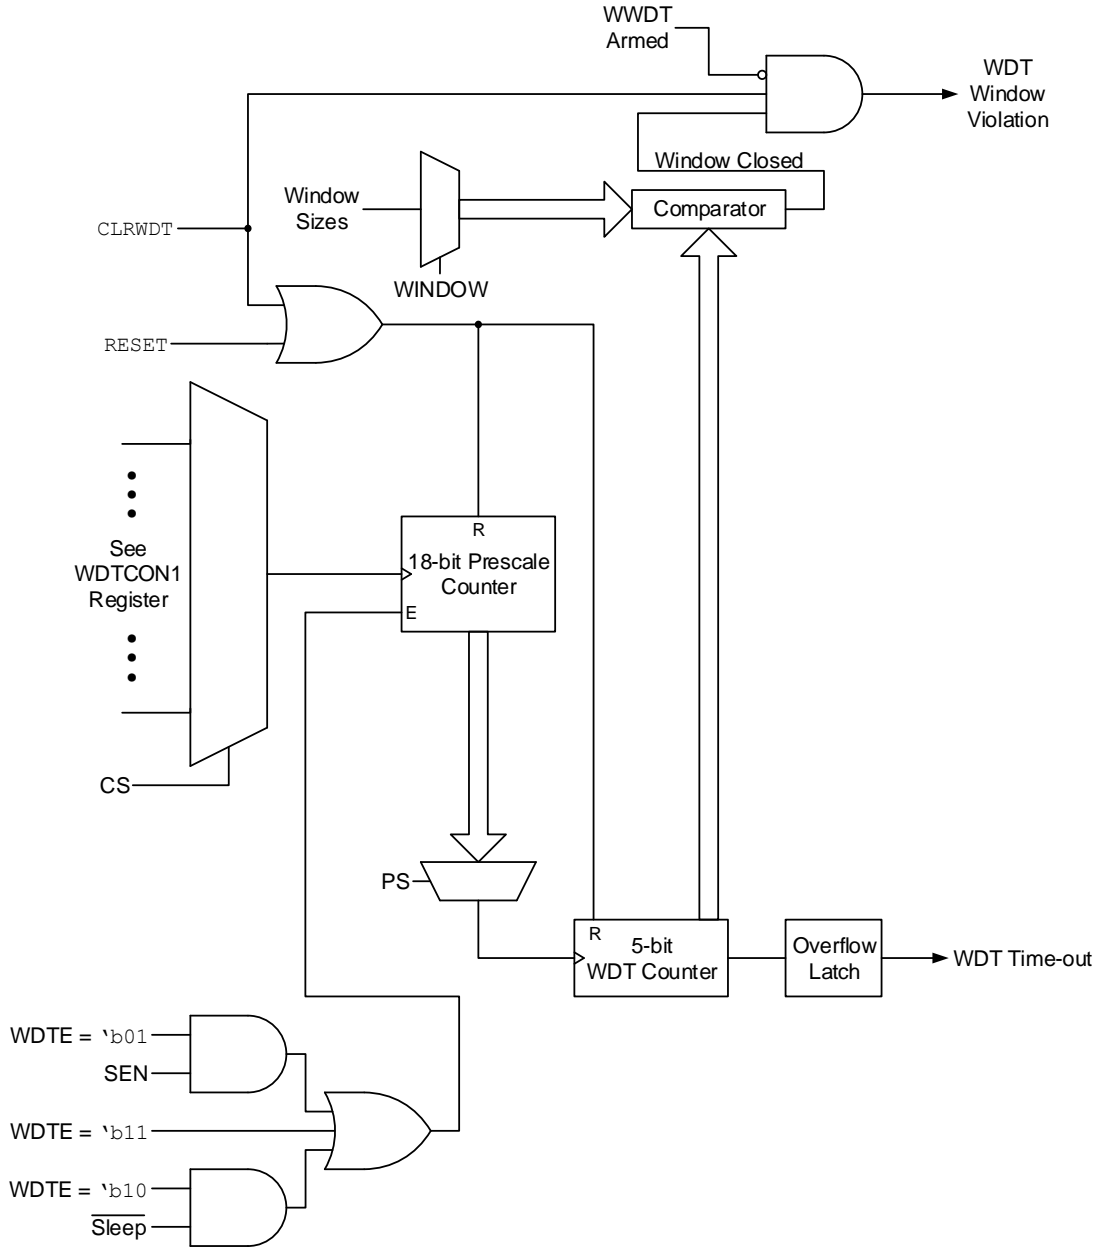 WWDT
Armed
WDT
Window
Violation
Window Closed
Window
Sizes
Comparator
CLRWDT
WINDOW
RESET
R
See
WDTCON1
Register
18-bit Prescale
Counter
E
CS
PS
R
5-bit
WDT Counter
Overflow
Latch
WDT Time-out
WDTE = ‘b01
SEN
WDTE = ‘b11
WDTE = ‘b10
Sleep